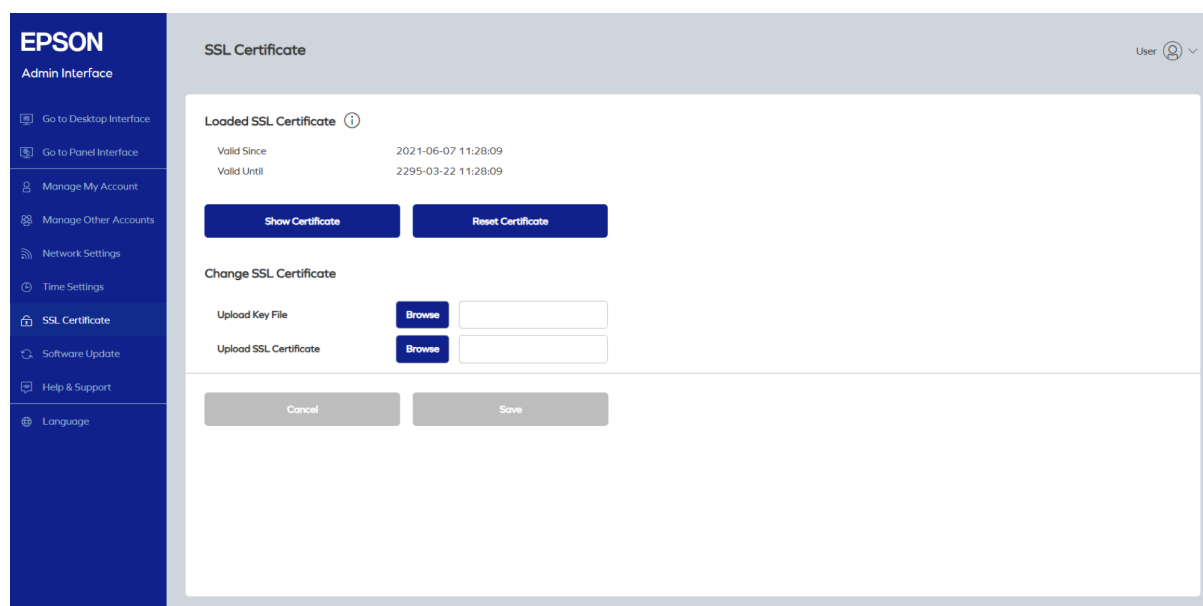 EPSON
Admin Interface
Go to Desktop Interface
Go to Panel Interface
Manage My Account
Manage Other Accounts
Network Settings
Time Settings
SSL Certificate
Software Update
Help & Support
Language
SSL Certificate
User
Loaded SSL Certificate
Valid Since 2021-06-07 11:28:09
Valid Until 2295-03-22 11:28:09
Show Certificate Reset Certificate
Change SSL Certificate
Upload Key File Browse
Upload SSL Certificate Browse
Cancel Save